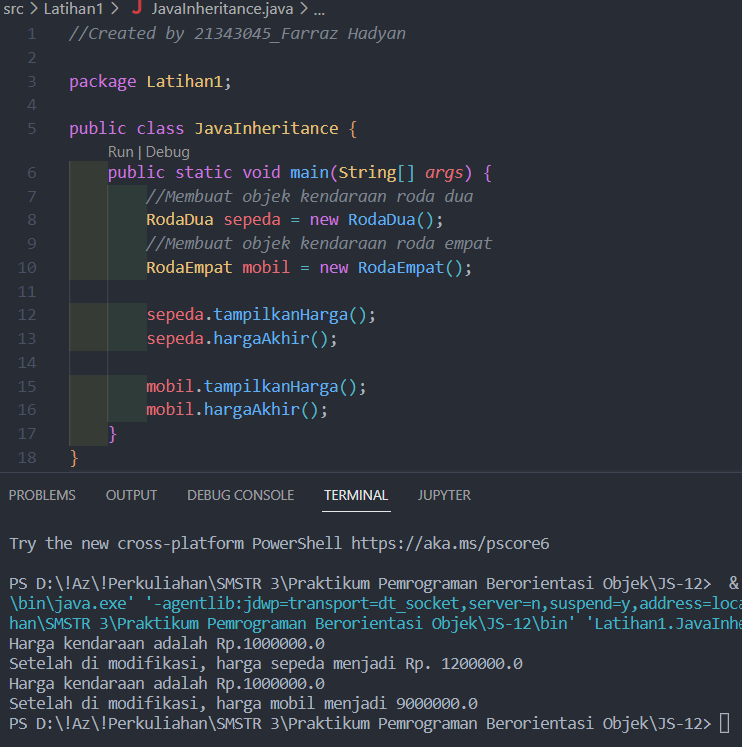 src > Latihan1 > J JavaInheritance.java > ...
1 //Created by 21343045_Farraz Hadyan
2
3 package Latihan1;
4
5 public class JavaInheritance {
Run | Debug
6 public static void main(String[] args) {
7 //Membuat objek kendaraan roda dua
8 RodaDua sepeda = new RodaDua();
9 //Membuat objek kendaraan roda empat
10 RodaEmpat mobil = new RodaEmpat();
11
12 sepeda.tampilkanHarga();
13 sepeda.hargaAkhir();
14
15 mobil.tampilkanHarga();
16 mobil.hargaAkhir();
17 }
18 }
PROBLEMS OUTPUT DEBUG CONSOLE TERMINAL JUPYTER
Try the new cross-platform PowerShell https://aka.ms/pscore6
PS D:\!Az\!Perkuliahan\SMSTR 3\Praktikum Pemrograman Berorientasi Objek\JS-12> &
\bin\java.exe' '-agentlib:jdwp=transport=dt_socket,server=n,suspend=y,address=loca
han\SMSTR 3\Praktikum Pemrograman Berorientasi Objek\JS-12\bin' 'Latihan1.JavaInhe
Harga kendaraan adalah Rp.1000000.0
Setelah di modifikasi, harga sepeda menjadi Rp. 1200000.0
Harga kendaraan adalah Rp.1000000.0
Setelah di modifikasi, harga mobil menjadi 9000000.0
PS D:\!Az\!Perkuliahan\SMSTR 3\Praktikum Pemrograman Berorientasi Objek\JS-12>